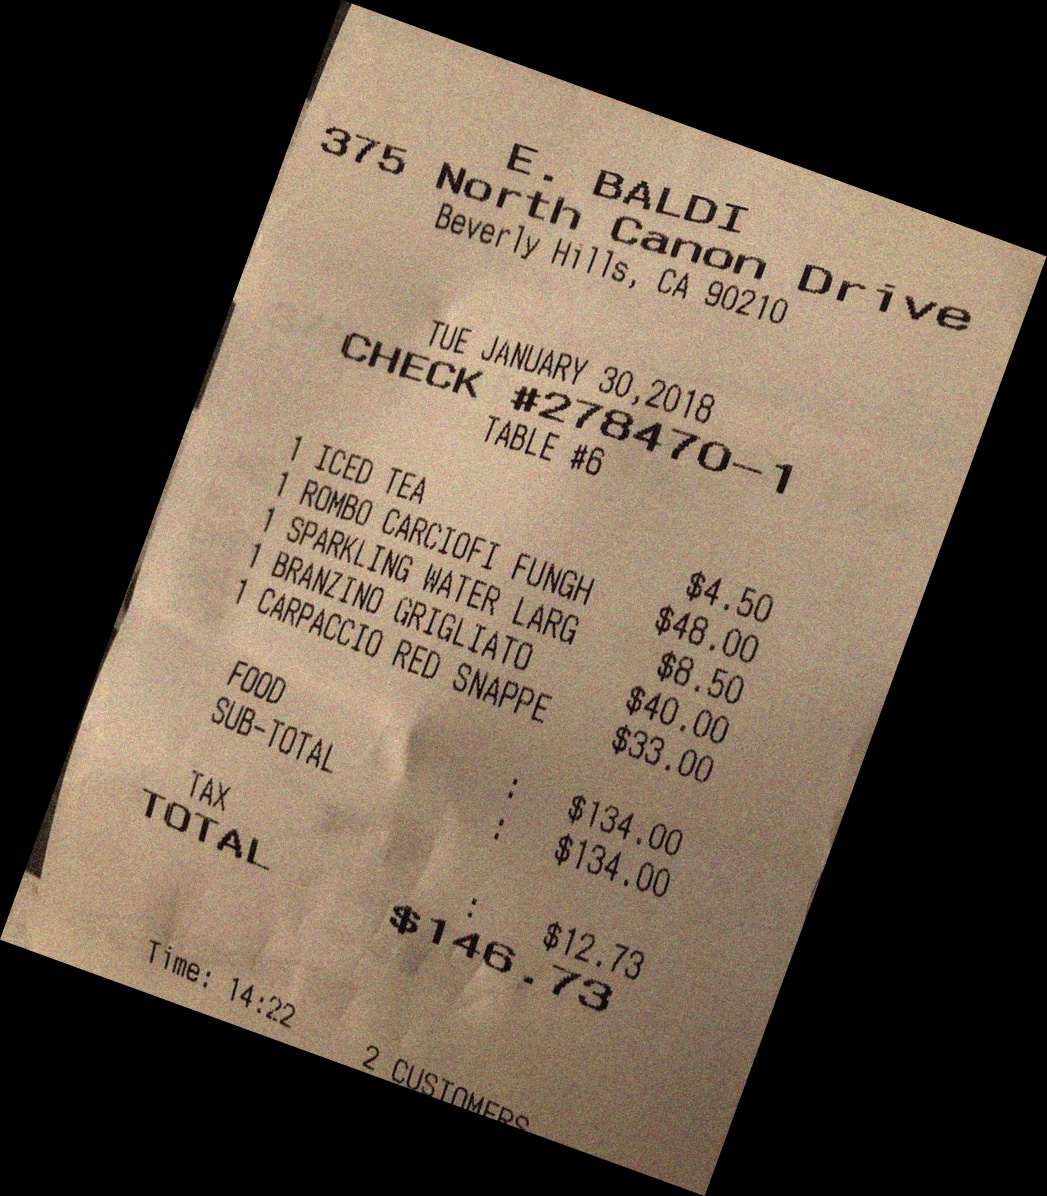 E. BALDI
375 North Canon Drive
Beverly Hills, CA 90210
TUE JANUARY 30,2018
CHECK #278470-1
TABLE #6
1 ICED TEA $4.50
1 ROMBO CARCIOFI FUNGH $48.00
1 SPARKLING WATER LARG $8.50
1 BRANZINO GRIGLIATO $40.00
1 CARPACCIO RED SNAPPE $33.00
FOOD : $134.00
SUB-TOTAL : $134.00
TAX : $12.73
TOTAL $146.73
Time: 14:22 2 CUSTOMERS